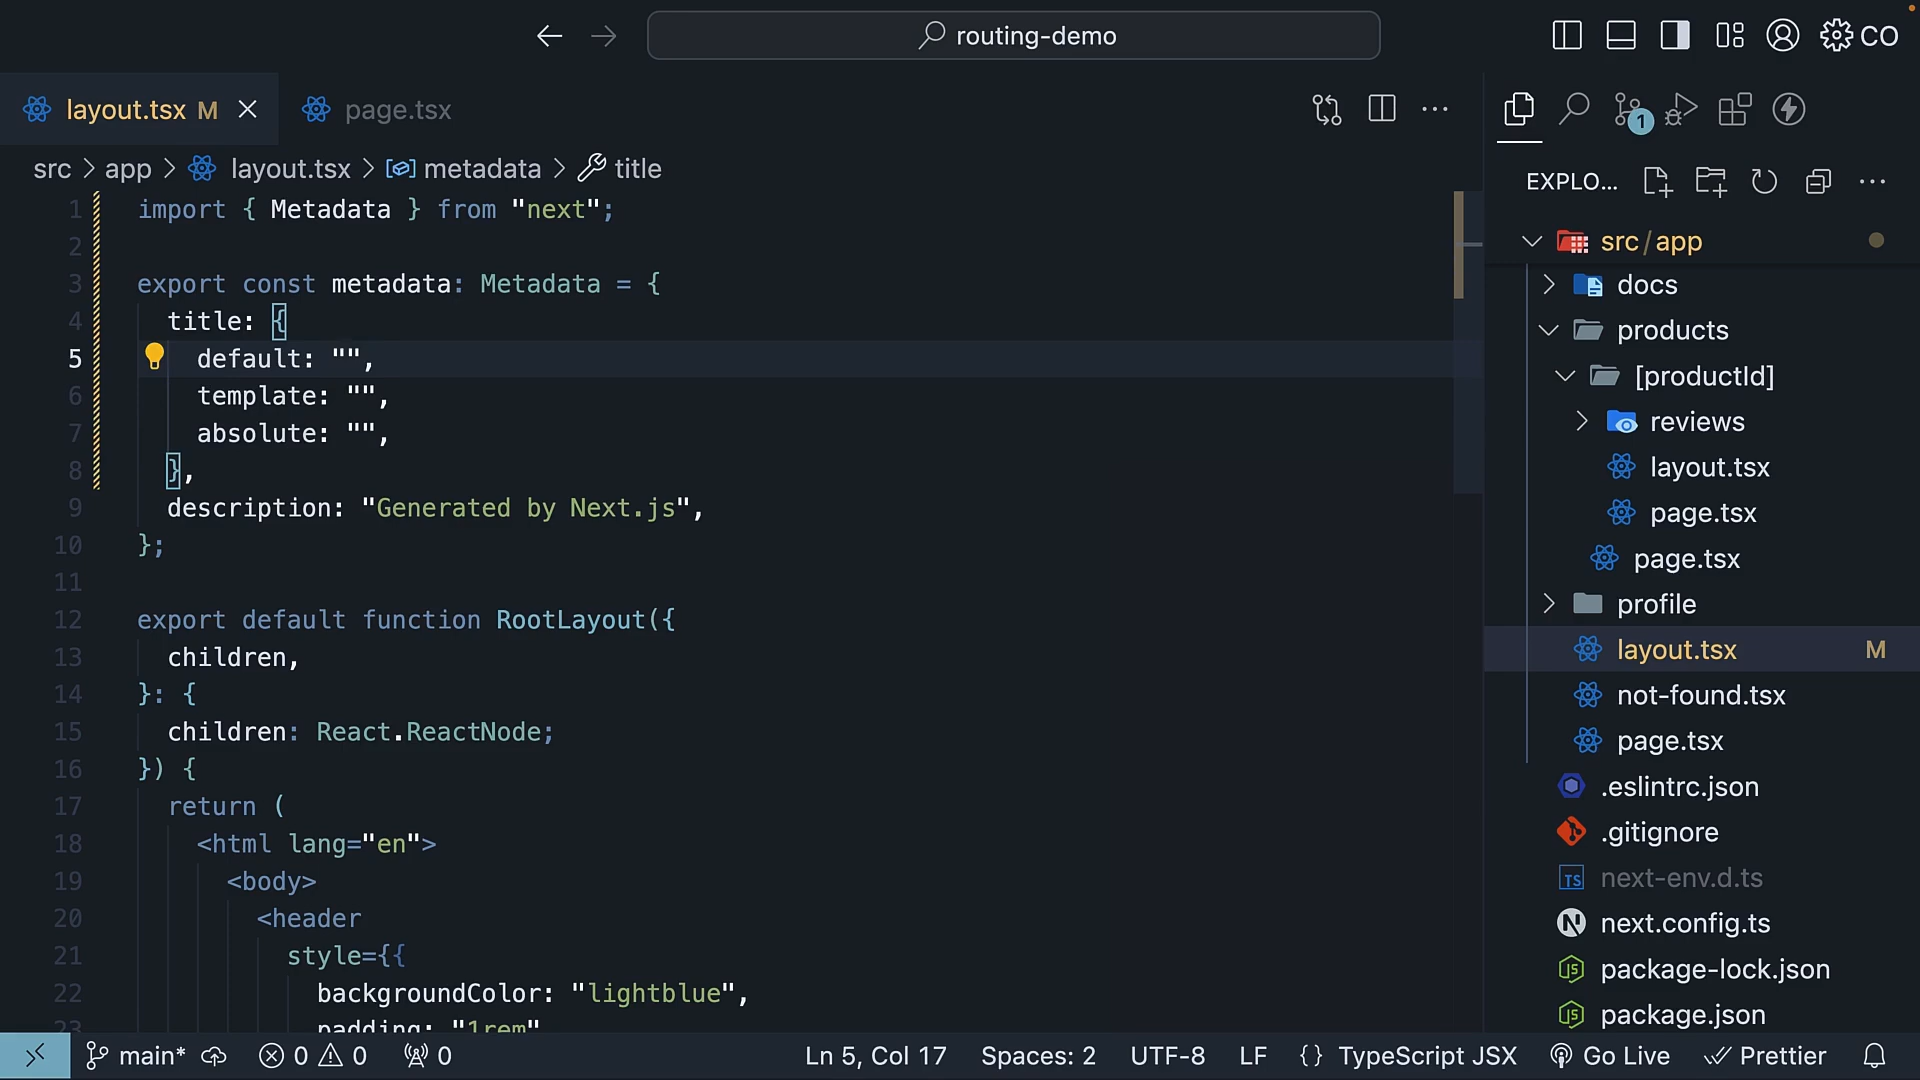 routing-demo
CO
layout.tsx M
page.tsx
1
src > app > layout.tsx > metadata > title
EXPLO...
1 import { Metadata } from "next";
2
3 export const metadata: Metadata = {
4 title: {
5 default: "",
6 template: "",
7 absolute: "",
8 },
9 description: "Generated by Next.js",
10 };
11
12 export default function RootLayout({
13 children,
14 }: {
15 children: React.ReactNode;
16 }) {
17 return (
18 <html lang="en">
19 <body>
20 <header
21 style={{
22 backgroundColor: "lightblue",
23 padding: "1rem"
src/app
docs
products
[productId]
reviews
layout.tsx
page.tsx
page.tsx
profile
layout.tsx M
not-found.tsx
page.tsx
.eslintrc.json
.gitignore
TS next-env.d.ts
next.config.ts
package-lock.json
package.json
main* 0 0 0 Ln 5, Col 17 Spaces: 2 UTF-8 LF {} TypeScript JSX Go Live Prettier